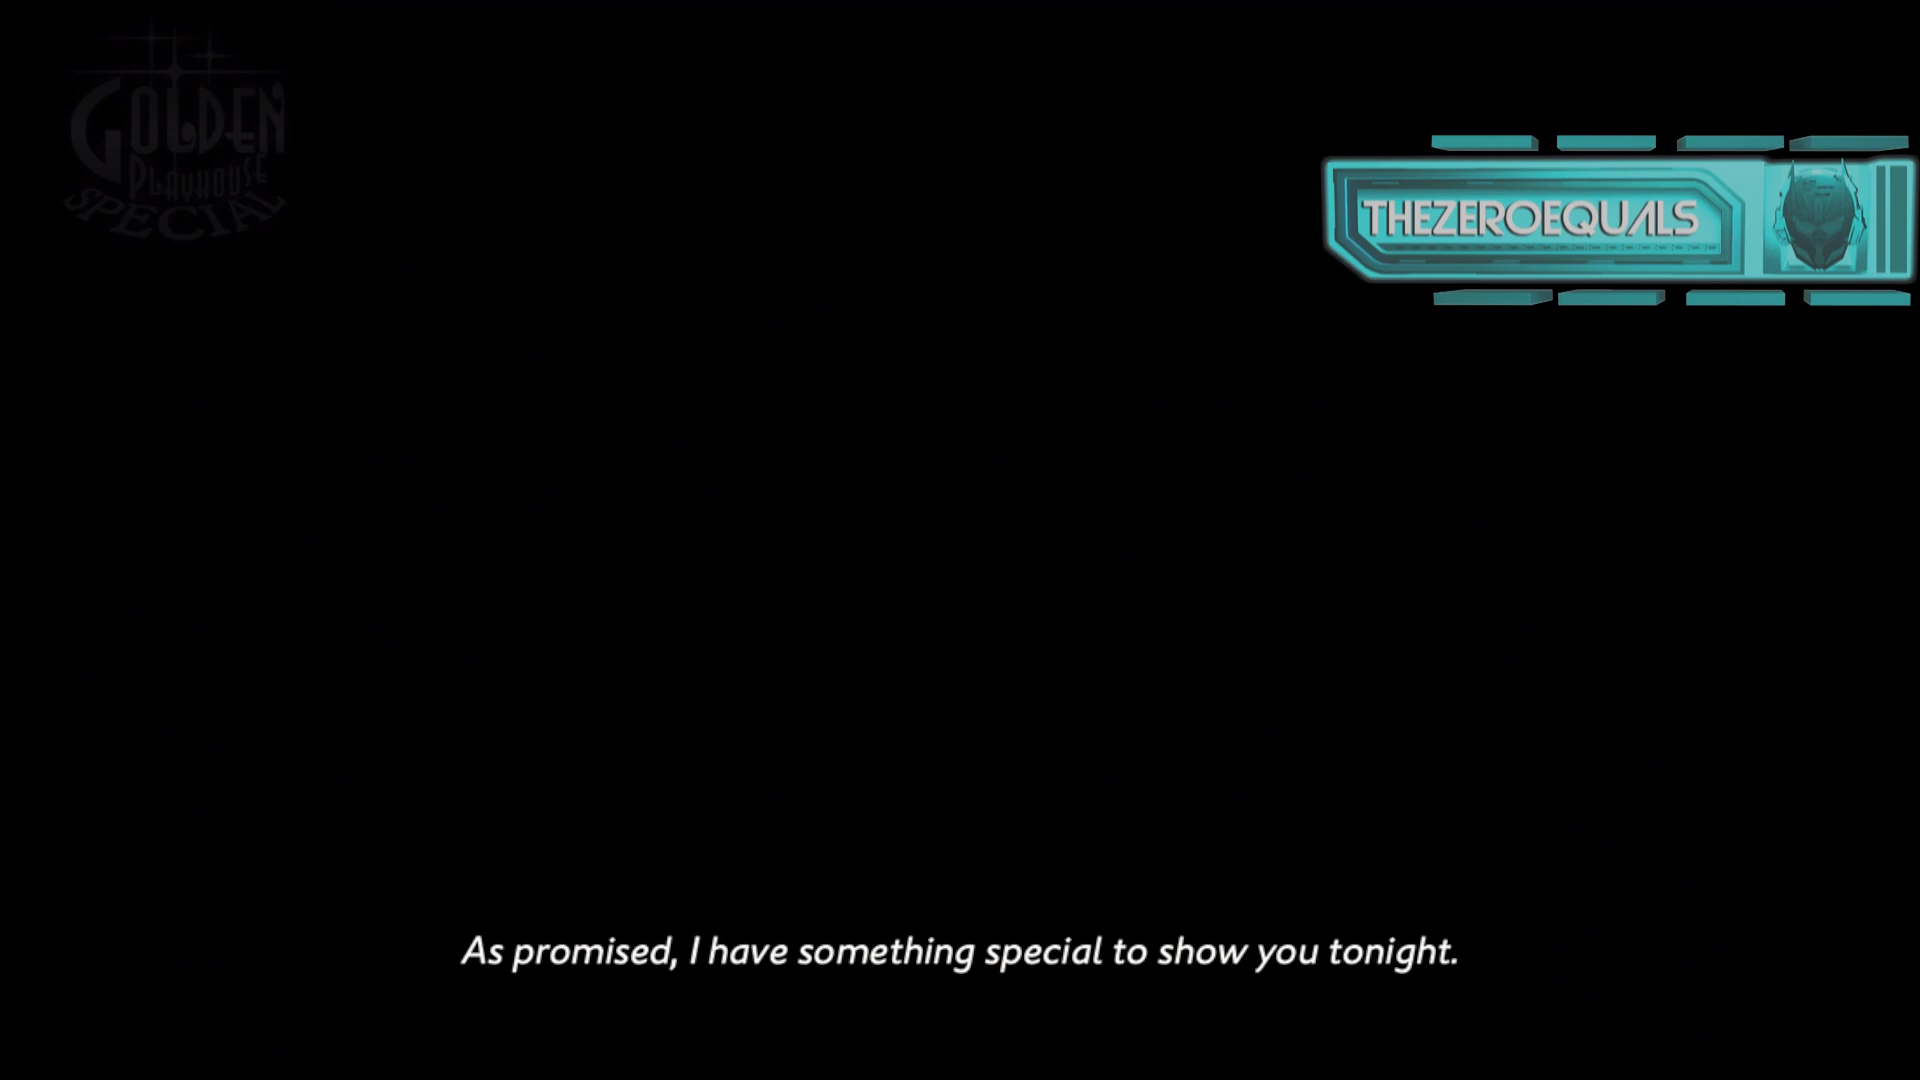 GOLDEN
PLAYHOUSE
SPECIAL
THEZEROEQUALS
As promised, I have something special to show you tonight.